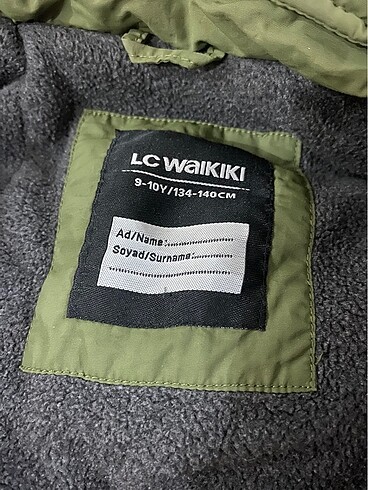 LC WAIKIKI
9-10Y/134-140CM
Ad/Name:....................
Soyad/Surname:.............
................................